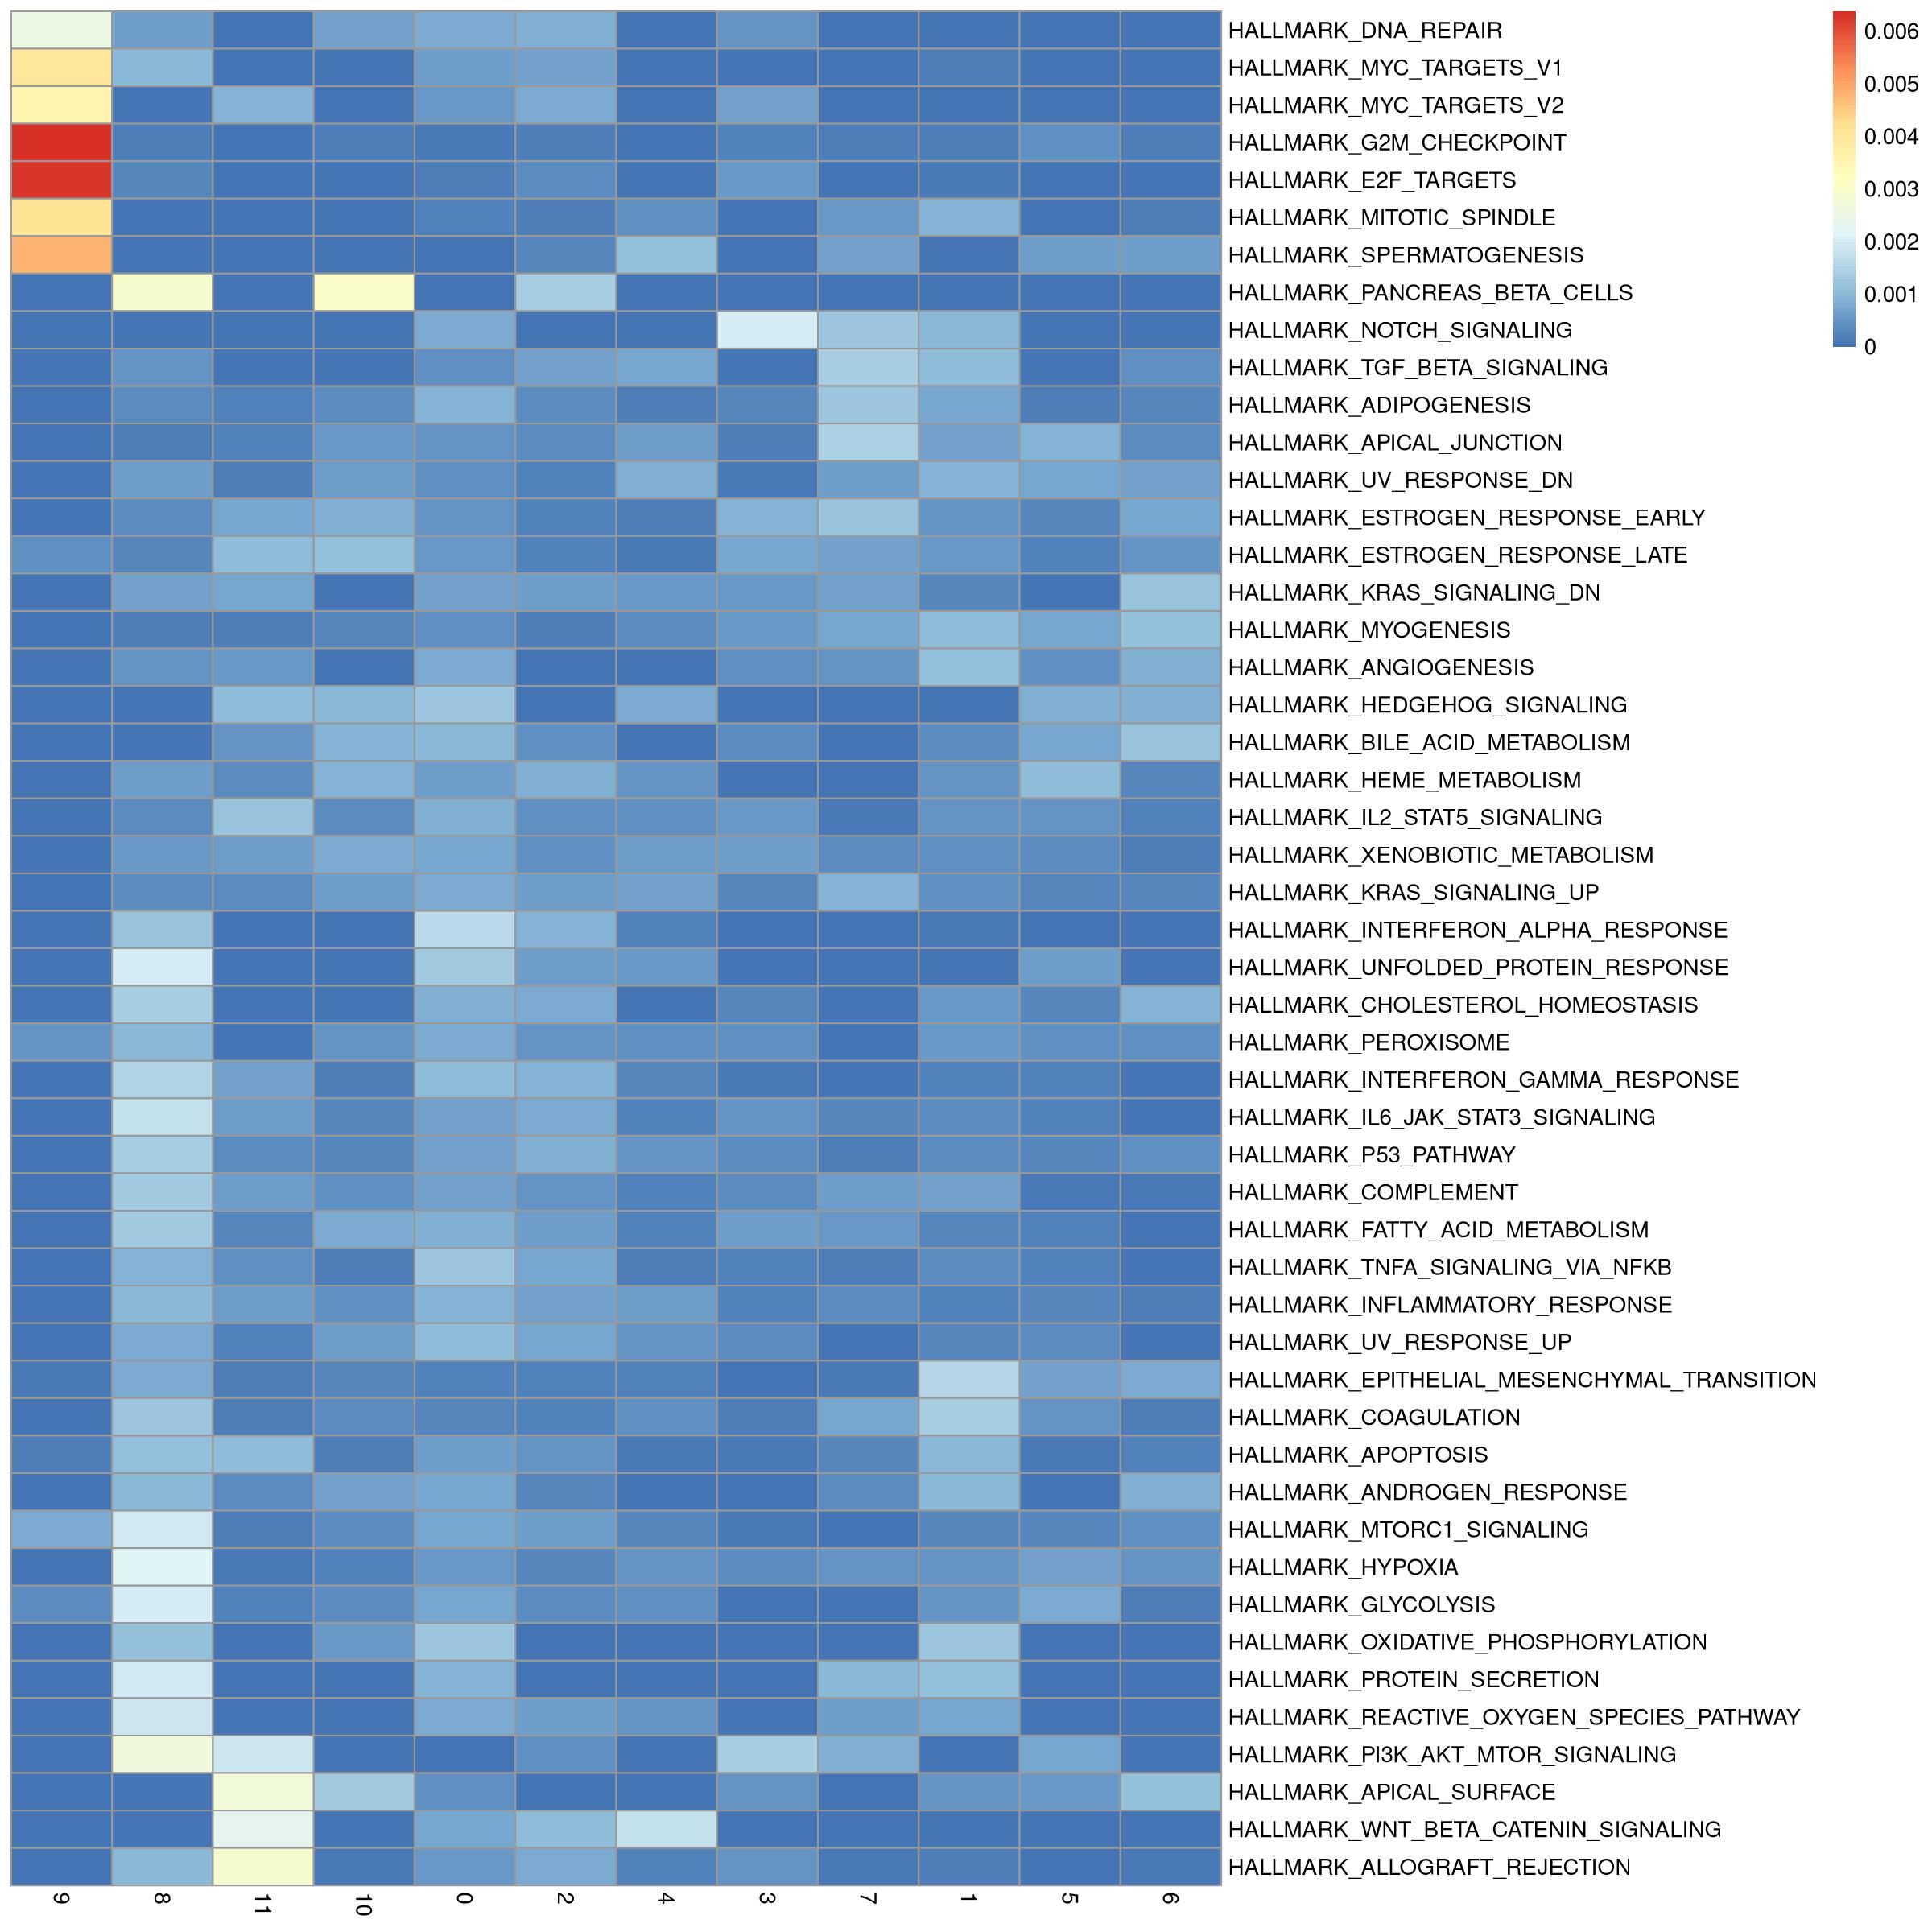 HALLMARK_DNA_REPAIR
HALLMARK_MYC_TARGETS_V1
HALLMARK_MYC_TARGETS_V2
HALLMARK_G2M_CHECKPOINT
HALLMARK_E2F_TARGETS
HALLMARK_MITOTIC_SPINDLE
HALLMARK_SPERMATOGENESIS
HALLMARK_PANCREAS_BETA_CELLS
HALLMARK_NOTCH_SIGNALING
HALLMARK_TGF_BETA_SIGNALING
HALLMARK_ADIPOGENESIS
HALLMARK_APICAL_JUNCTION
HALLMARK_UV_RESPONSE_DN
HALLMARK_ESTROGEN_RESPONSE_EARLY
HALLMARK_ESTROGEN_RESPONSE_LATE
HALLMARK_KRAS_SIGNALING_DN
HALLMARK_MYOGENESIS
HALLMARK_ANGIOGENESIS
HALLMARK_HEDGEHOG_SIGNALING
HALLMARK_BILE_ACID_METABOLISM
HALLMARK_HEME_METABOLISM
HALLMARK_IL2_STAT5_SIGNALING
HALLMARK_XENOBIOTIC_METABOLISM
HALLMARK_KRAS_SIGNALING_UP
HALLMARK_INTERFERON_ALPHA_RESPONSE
HALLMARK_UNFOLDED_PROTEIN_RESPONSE
HALLMARK_CHOLESTEROL_HOMEOSTASIS
HALLMARK_PEROXISOME
HALLMARK_INTERFERON_GAMMA_RESPONSE
HALLMARK_IL6_JAK_STAT3_SIGNALING
HALLMARK_P53_PATHWAY
HALLMARK_COMPLEMENT
HALLMARK_FATTY_ACID_METABOLISM
HALLMARK_TNFA_SIGNALING_VIA_NFKB
HALLMARK_INFLAMMATORY_RESPONSE
HALLMARK_UV_RESPONSE_UP
HALLMARK_EPITHELIAL_MESENCHYMAL_TRANSITION
HALLMARK_COAGULATION
HALLMARK_APOPTOSIS
HALLMARK_ANDROGEN_RESPONSE
HALLMARK_MTORC1_SIGNALING
HALLMARK_HYPOXIA
HALLMARK_GLYCOLYSIS
HALLMARK_OXIDATIVE_PHOSPHORYLATION
HALLMARK_PROTEIN_SECRETION
HALLMARK_REACTIVE_OXYGEN_SPECIES_PATHWAY
HALLMARK_PI3K_AKT_MTOR_SIGNALING
HALLMARK_APICAL_SURFACE
HALLMARK_WNT_BETA_CATENIN_SIGNALING
HALLMARK_ALLOGRAFT_REJECTION
9 8 11 10 0 2 4 3 7 1 5 6
0.006
0.005
0.004
0.003
0.002
0.001
0